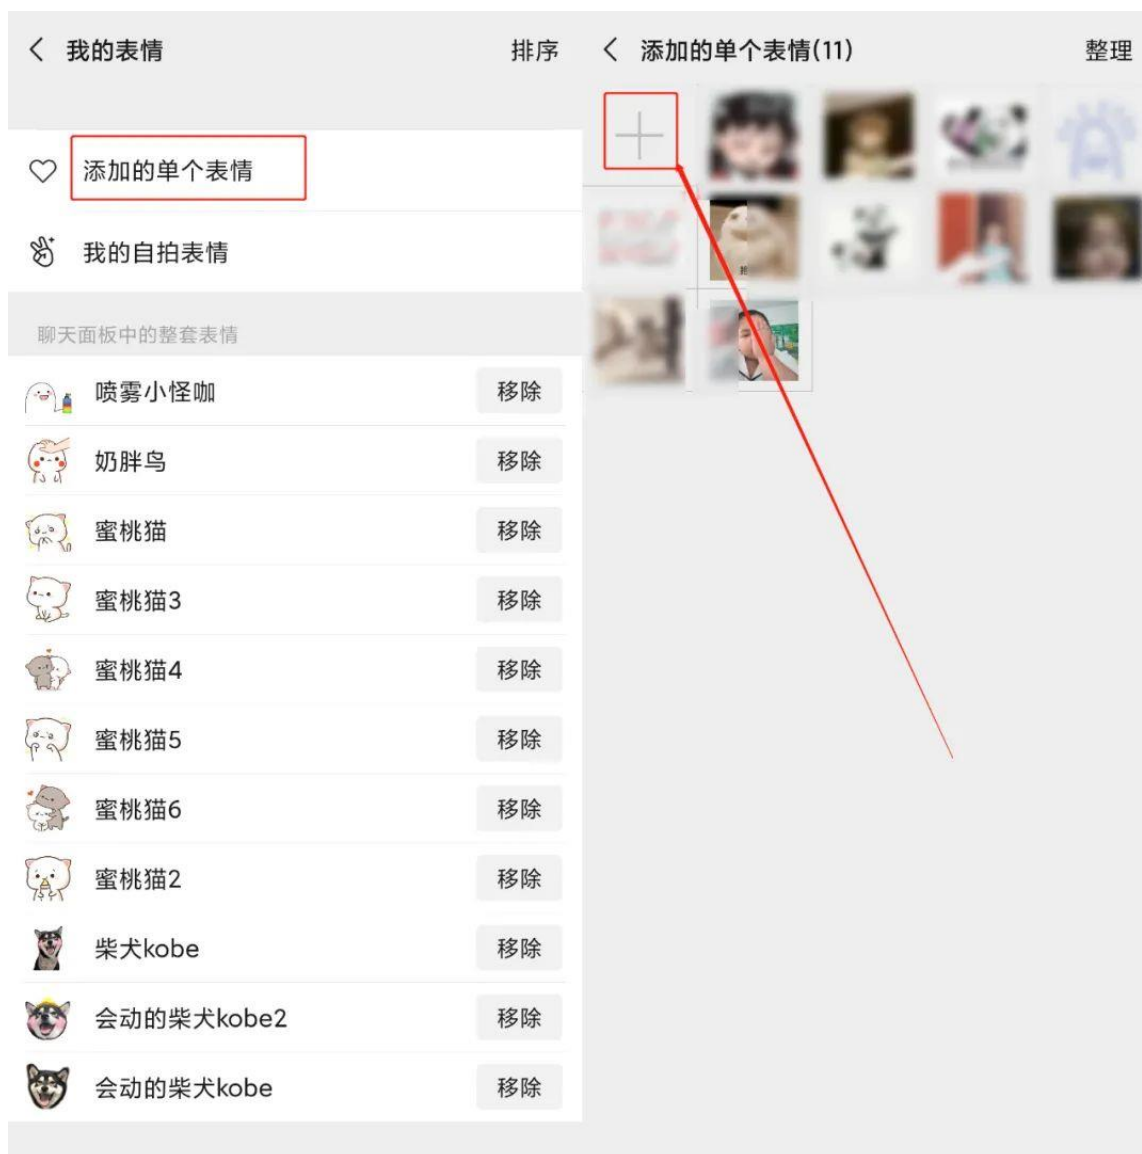 我的表情
排序
添加的单个表情
我的自拍表情
聊天面板中的整套表情
喷雾小怪咖
移除
奶胖鸟
移除
蜜桃猫
移除
蜜桃猫3
移除
蜜桃猫4
移除
蜜桃猫5
移除
蜜桃猫6
移除
蜜桃猫2
移除
柴犬kobe
移除
会动的柴犬kobe2
移除
会动的柴犬kobe
移除
添加的单个表情(11)
整理